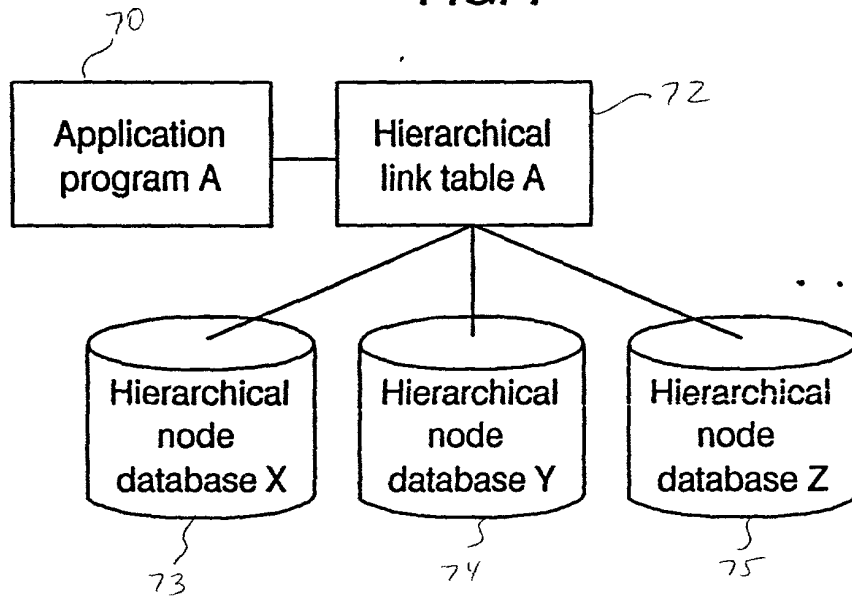 70
72
Application
program A
Hierarchical
link table A
Hierarchical
node
database X
Hierarchical
node
database Y
Hierarchical
node
database Z
73
74
75